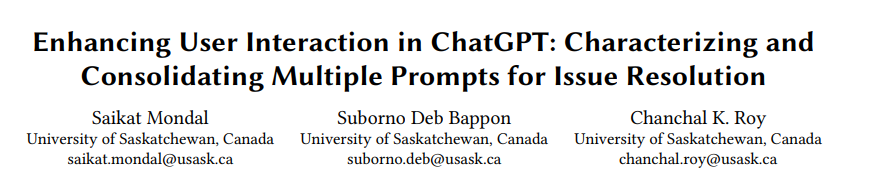 Enhancing User Interaction in ChatGPT: Characterizing and
Consolidating Multiple Prompts for Issue Resolution
Saikat Mondal
University of Saskatchewan, Canada
saikat.mondal@usask.ca
Suborno Deb Bappon
University of Saskatchewan, Canada
suborno.deb@usask.ca
Chanchal K. Roy
University of Saskatchewan, Canada
chanchal.roy@usask.ca